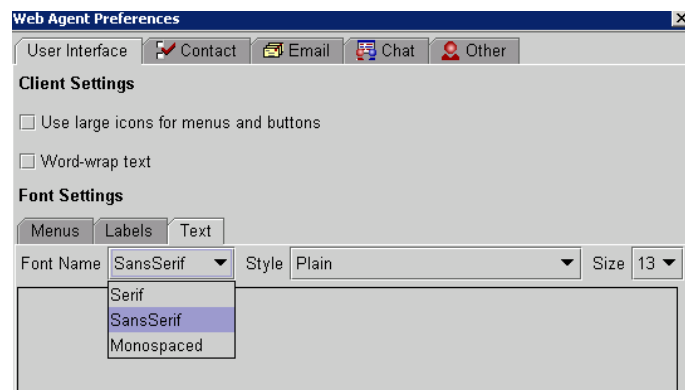 Web Agent Preferences
User Interface Contact Email Chat Other
Client Settings
Use large icons for menus and buttons
Word-wrap text
Font Settings
Menus Labels Text
Font Name SansSerif Style Plain Size 13
Serif
SansSerif
Monospaced